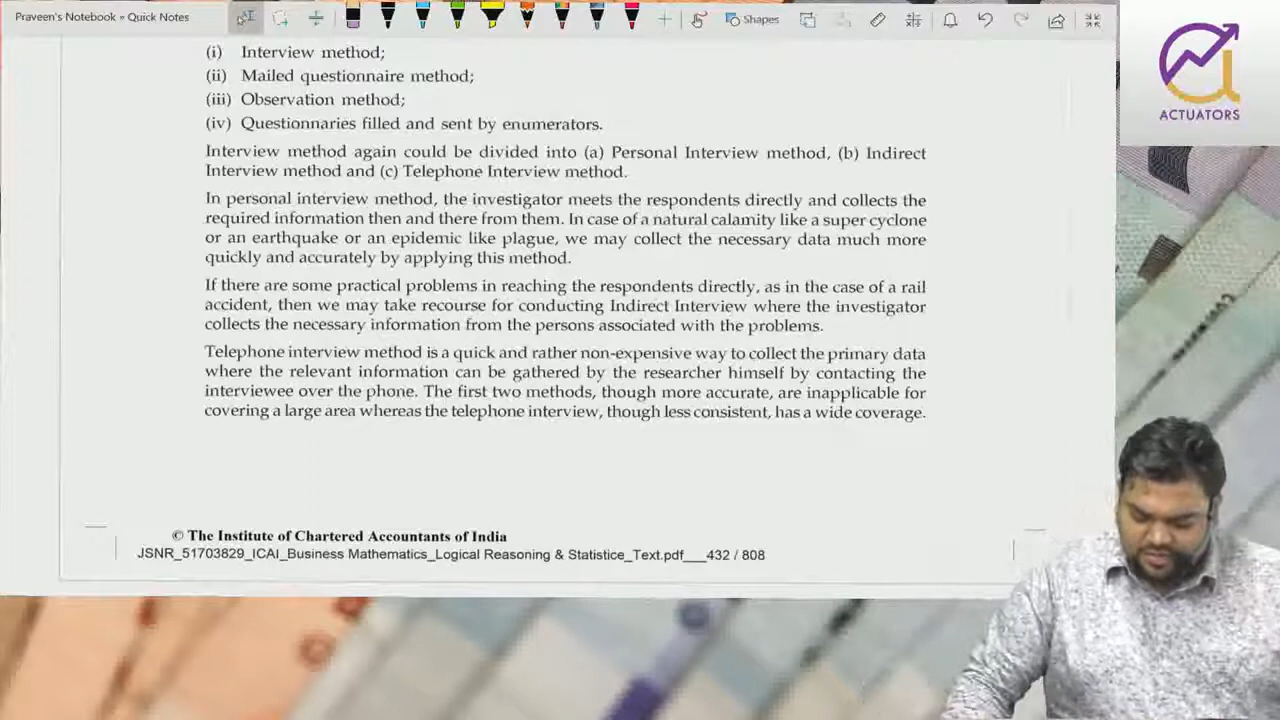 Praveen's Notebook » Quick Notes
Shapes
ACTUATORS
(i) Interview method;
(ii) Mailed questionnaire method;
(iii) Observation method;
(iv) Questionnaries filled and sent by enumerators.
Interview method again could be divided into (a) Personal Interview method, (b) Indirect
Interview method and (c) Telephone Interview method.
In personal interview method, the investigator meets the respondents directly and collects the
required information then and there from them. In case of a natural calamity like a super cyclone
or an earthquake or an epidemic like plague, we may collect the necessary data much more
quickly and accurately by applying this method.
If there are some practical problems in reaching the respondents directly, as in the case of a rail
accident, then we may take recourse for conducting Indirect Interview where the investigator
collects the necessary information from the persons associated with the problems.
Telephone interview method is a quick and rather non-expensive way to collect the primary data
where the relevant information can be gathered by the researcher himself by contacting the
interviewee over the phone. The first two methods, though more accurate, are inapplicable for
covering a large area whereas the telephone interview, though less consistent, has a wide coverage.
© The Institute of Chartered Accountants of India
JSNR_51703829_ICAI_Business Mathematics_Logical Reasoning & Statistice_Text.pdf___432 / 808